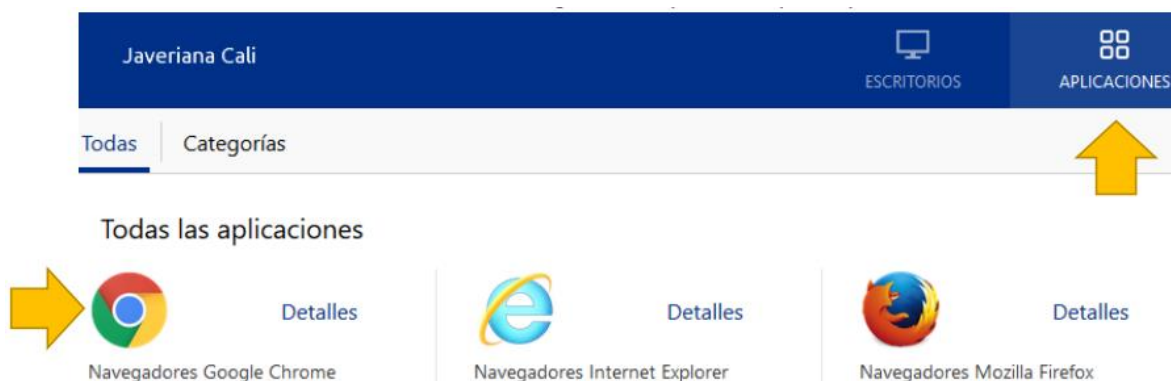 Javeriana Cali
ESCRITORIOS
APLICACIONES
Todas
Categorías
Todas las aplicaciones
Detalles
Detalles
Detalles
Navegadores Google Chrome
Navegadores Internet Explorer
Navegadores Mozilla Firefox